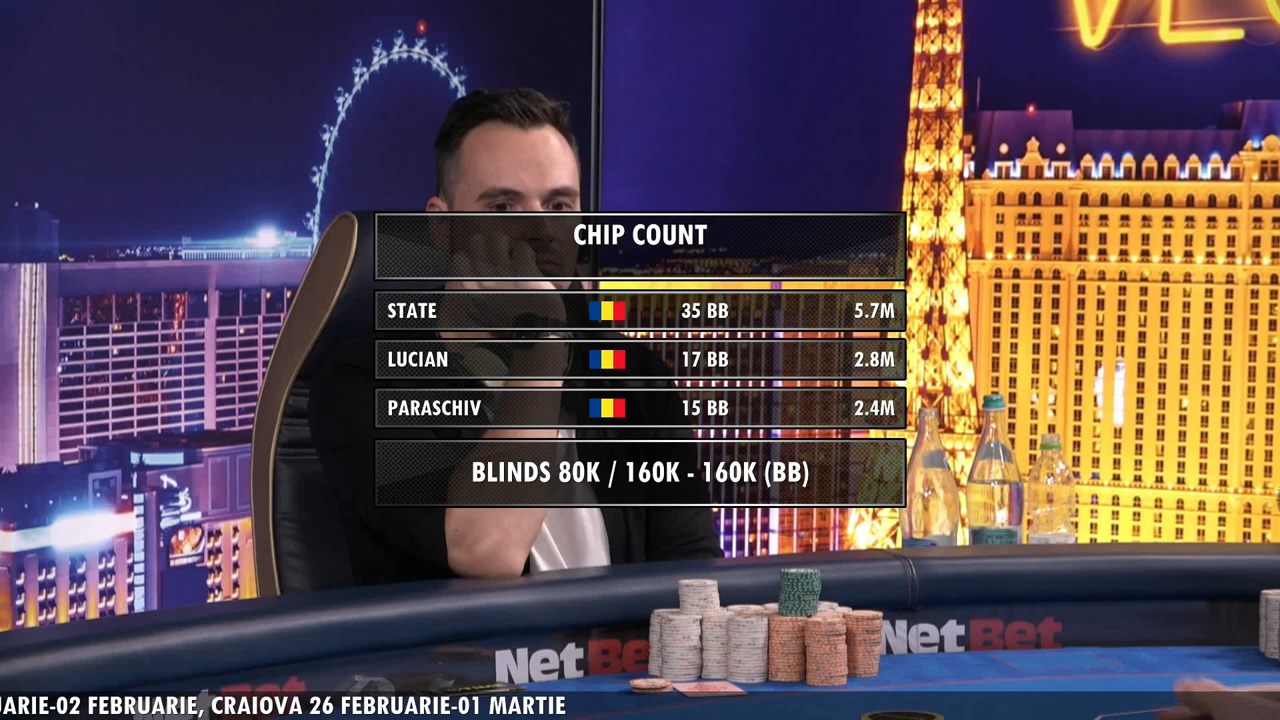 CHIP COUNT
STATE 35 BB 5.7M
LUCIAN 17 BB 2.8M
PARASCHIV 15 BB 2.4M
BLINDS 80K / 160K - 160K (BB)
NetBet
NetBet
-02 FEBRUARIE, CRAIOVA 26 FEBRUARIE-01 MARTIE